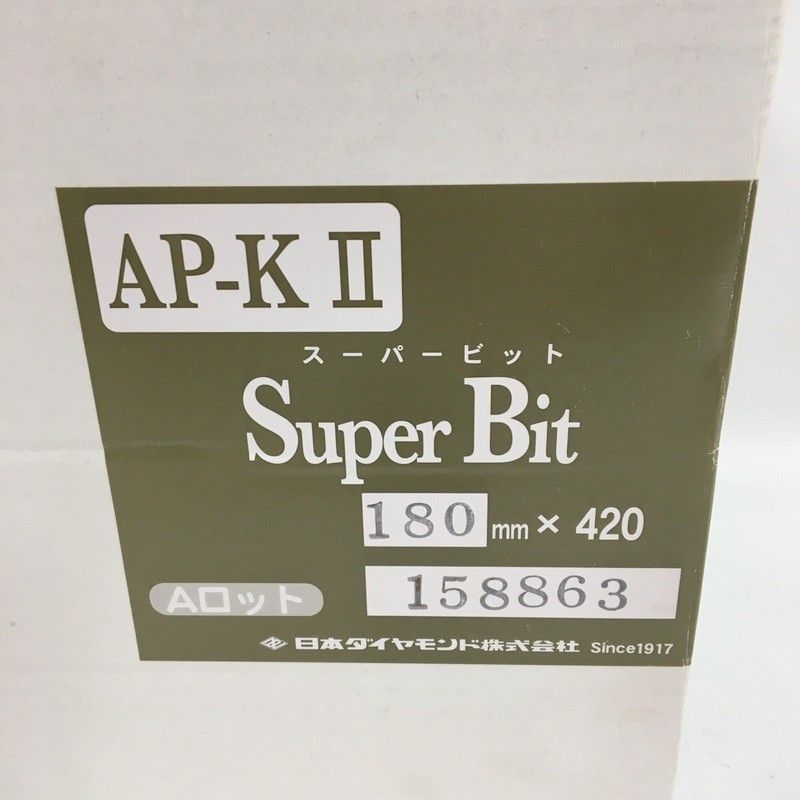 AP-K II
スーパービット
Super Bit
180 mm × 420
Aロット 158863
日本ダイヤモンド株式会社 Since1917